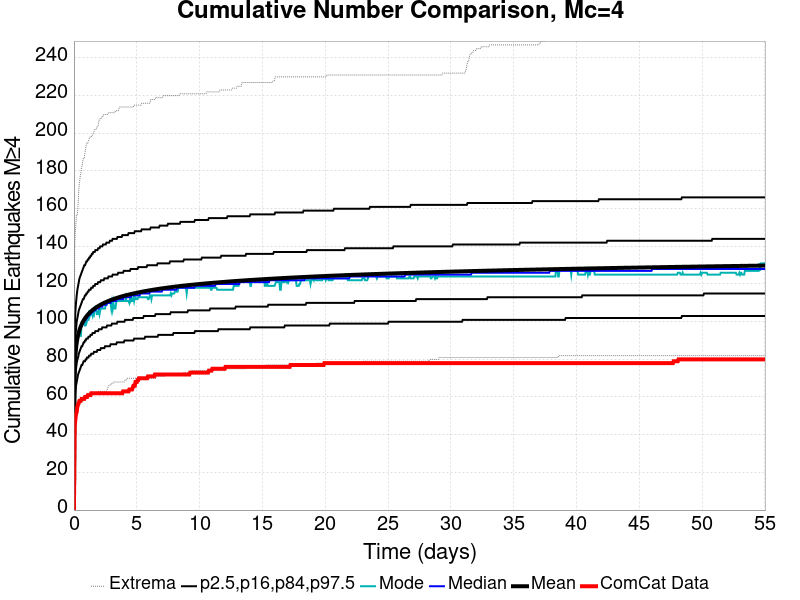 Cumulative Number Comparison, Mc=4
Cumulative Num Earthquakes M≥4
240
220
200
180
160
140
120
100
80
60
40
20
0
0 5 10 15 20 25 30 35 40 45 50 55
Time (days)
Extrema p2.5,p16,p84,p97.5 Mode Median Mean ComCat Data